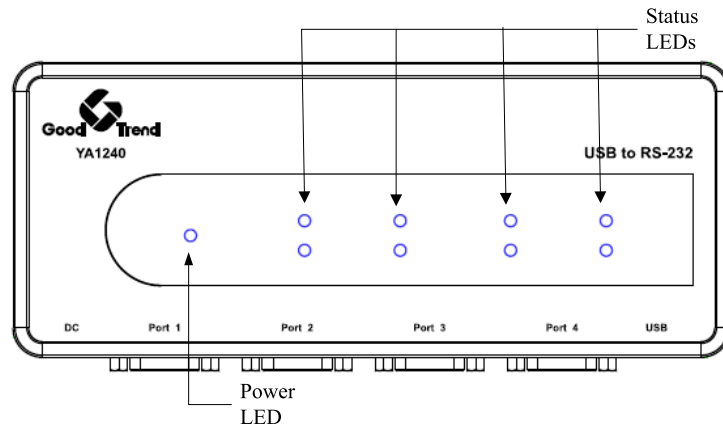 Status
LEDs
Good Trend
YA1240
USB to RS-232
DC Port 1 Port 2 Port 3 Port 4 USB
Power
LED